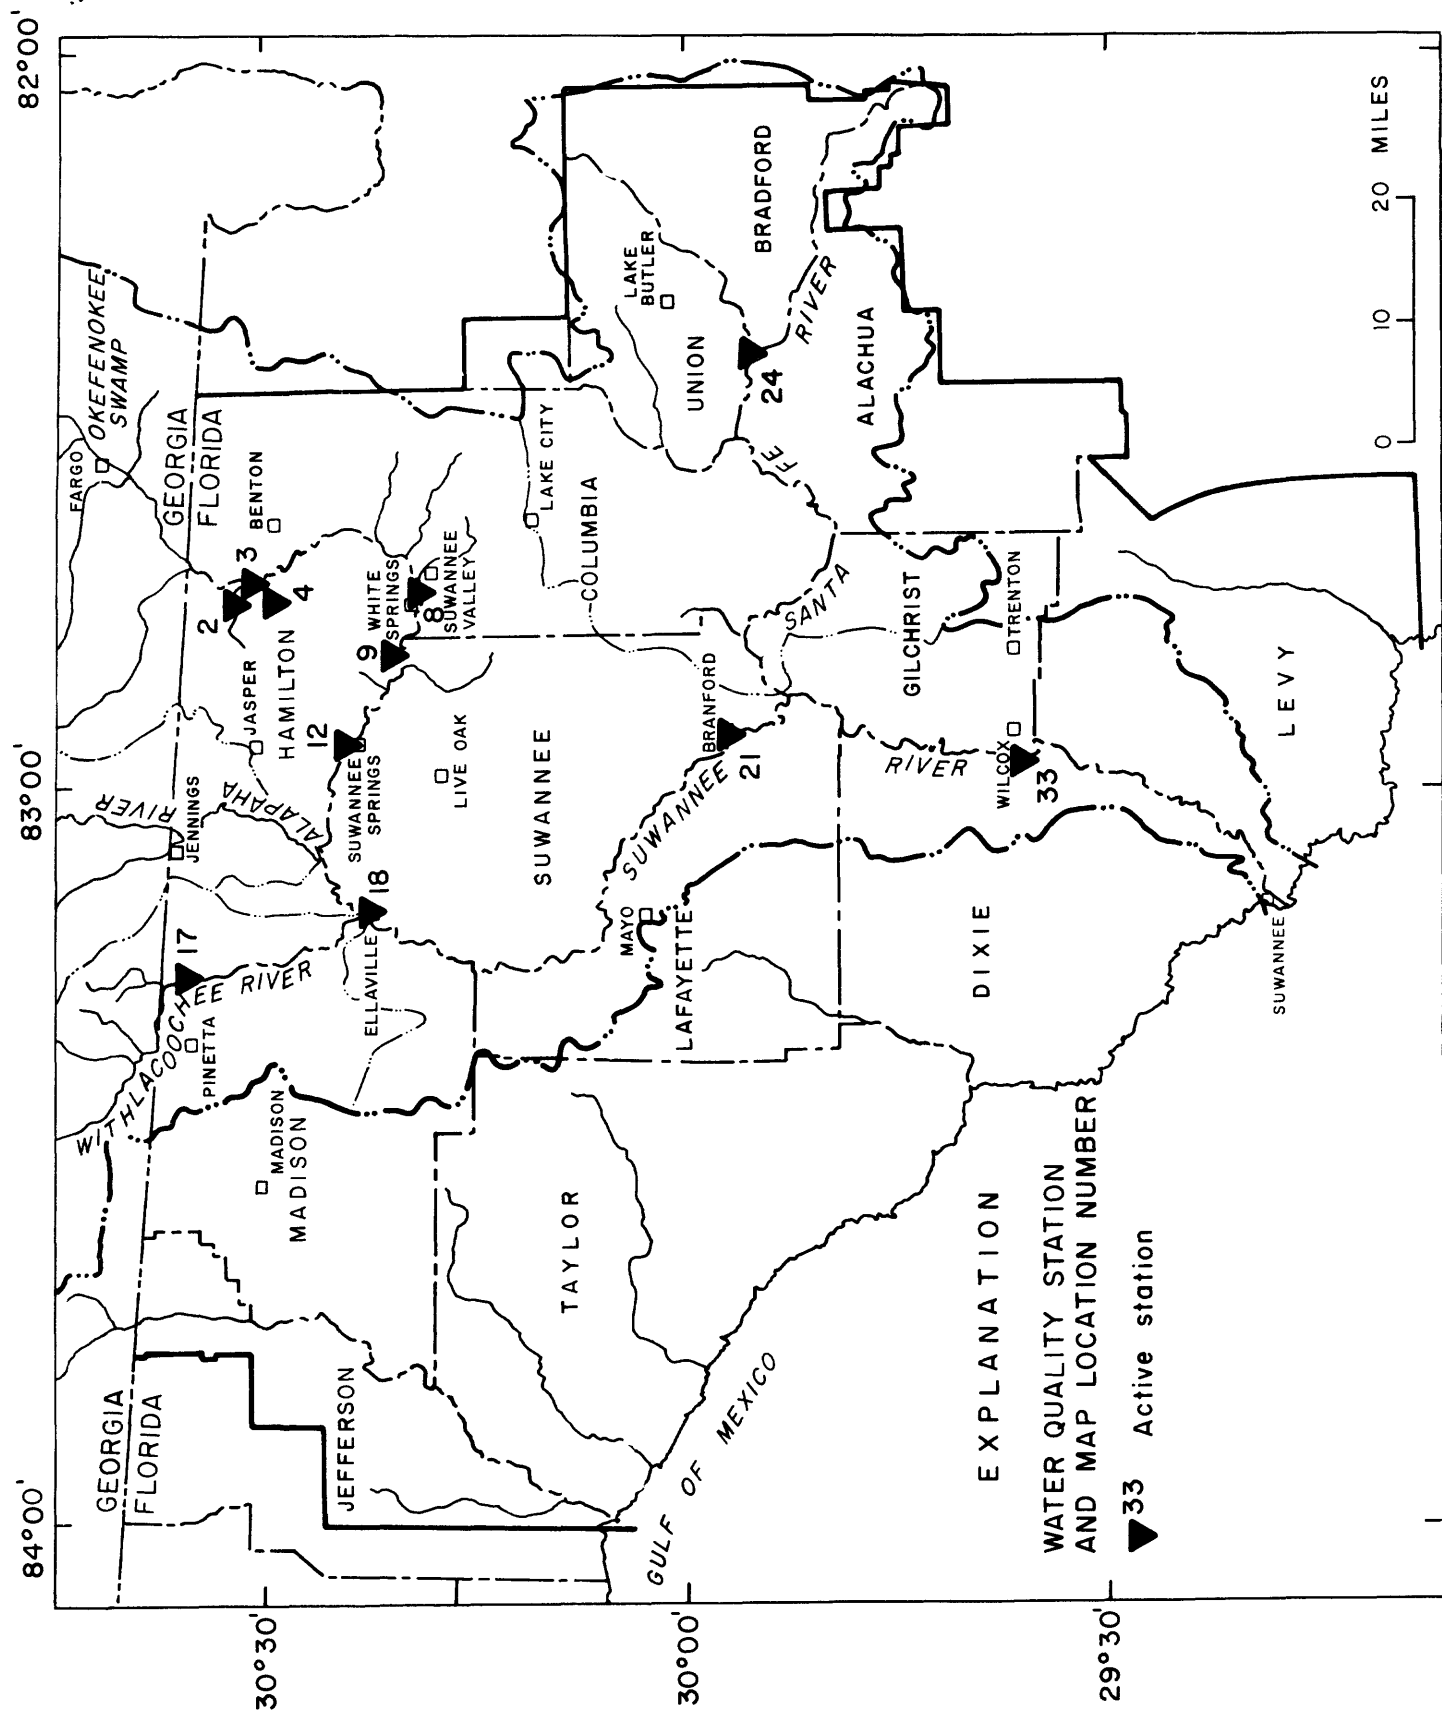 84°00'
83°00'
82°00'
30°30'
30°00'
29°30'
GEORGIA
FLORIDA
GEORGIA
FLORIDA
OKEFENOKEE
SWAMP
FARGO
WITHLACOOCHEE RIVER
ALAPAHA
RIVER
JENNINGS
PINETTA
17
JASPER
HAMILTON
BENTON
2
3
4
MADISON
MADISON
ELLAVILLE
18
SUWANNEE
SPRINGS
12
9
WHITE
SPRINGS
8
SUWANNEE
VALLEY
LIVE OAK
LAKE CITY
COLUMBIA
JEFFERSON
TAYLOR
SUWANNEE
LAKE
BUTLER
UNION
BRADFORD
24
MAYO
LAFAYETTE
SUWANNEE
RIVER
BRANFORD
21
SANTA
FE
RIVER
ALACHUA
GILCHRIST
TRENTON
WILCOX
33
DIXIE
LEVY
SUWANNEE
GULF OF MEXICO
EXPLANATION
WATER QUALITY STATION
AND MAP LOCATION NUMBER
33 Active station
0 10 20 MILES